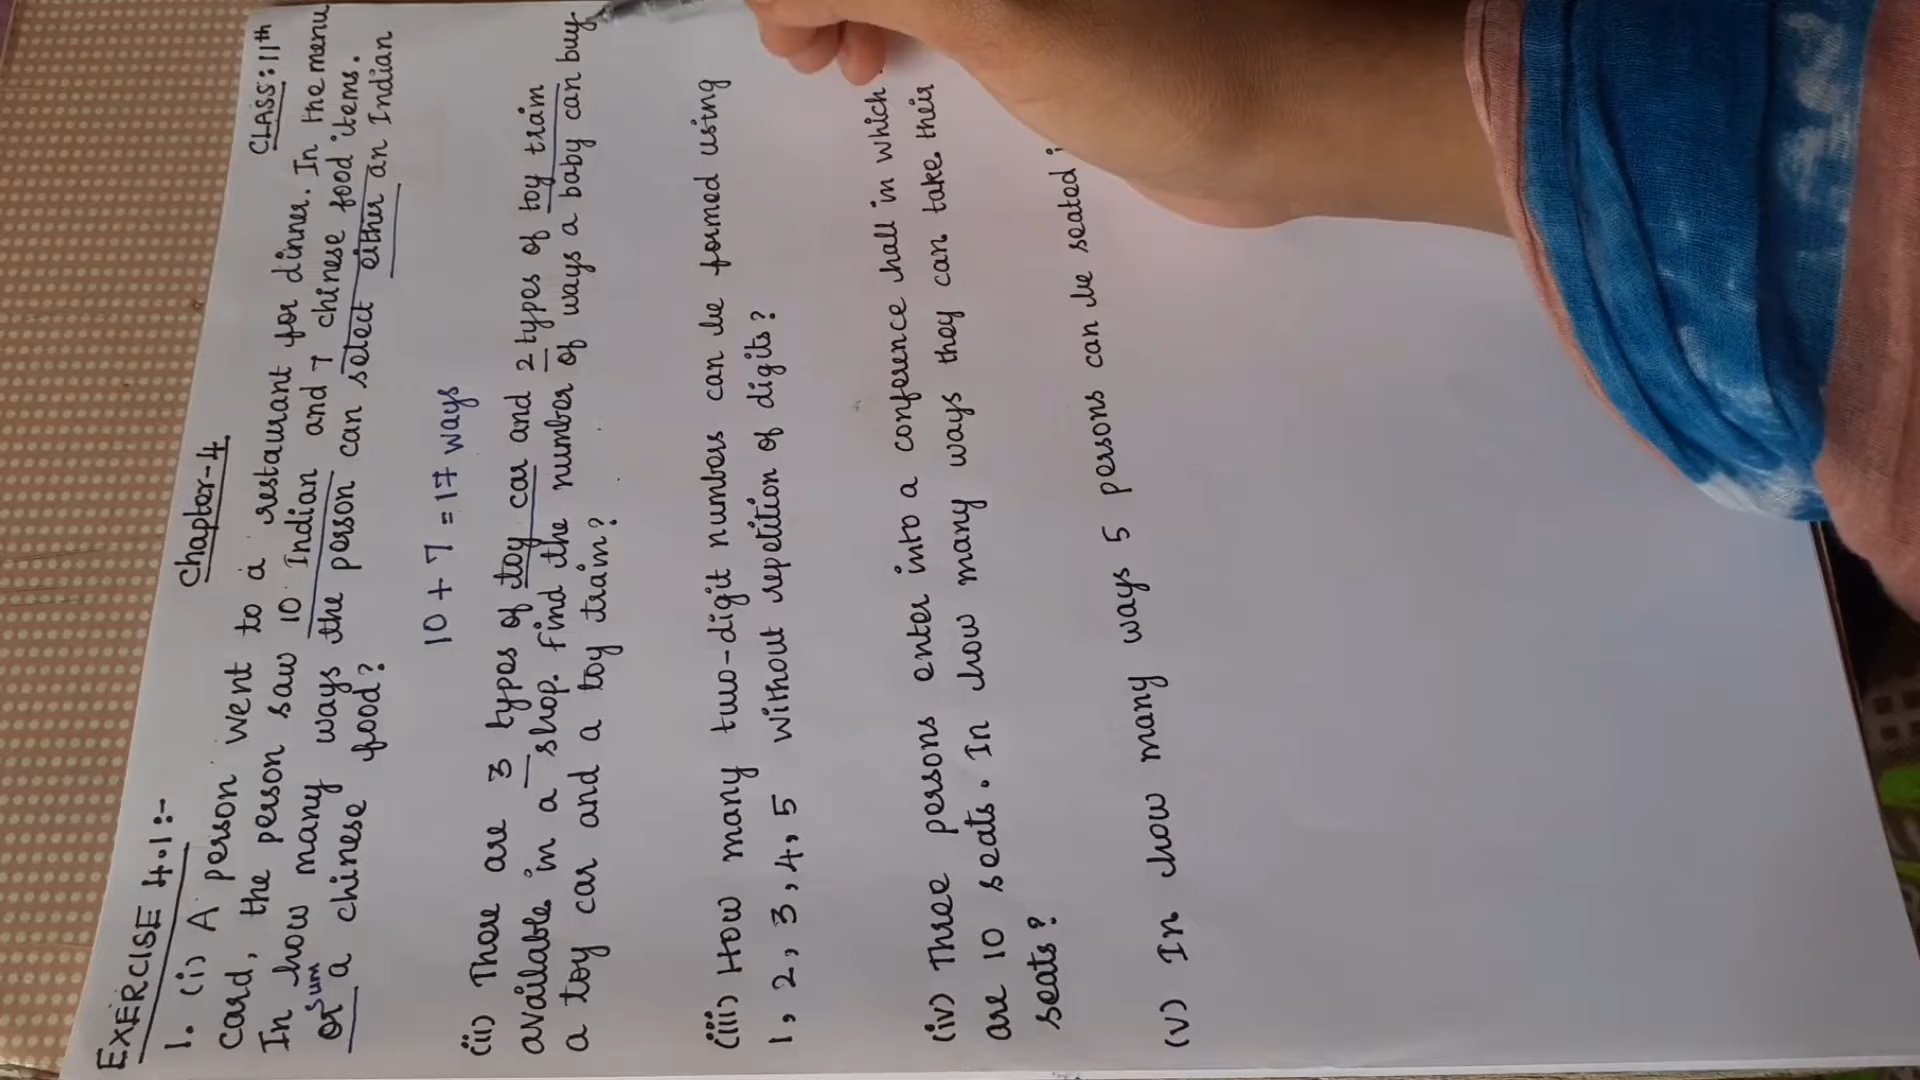 Chapter-4
CLASS: 11th
EXERCISE 4.1:-
1. (i) A person went to a restaurant for dinner. In the menu
card, the person saw 10 Indian and 7 chinese food items.
In how many ways the person can select either an Indian
or a chinese food?
sum
10 + 7 = 17 ways
(ii) There are 3 types of toy car and 2 types of toy train
available in a shop. Find the number of ways a baby can buy
a toy car and a toy train?
(iii) How many two-digit numbers can be formed using
1, 2, 3, 4, 5 without repetition of digits?
(iv) Three persons enter into a conference hall in which
are 10 seats. In how many ways they can take their
seats?
(v) In how many ways 5 persons can be seated